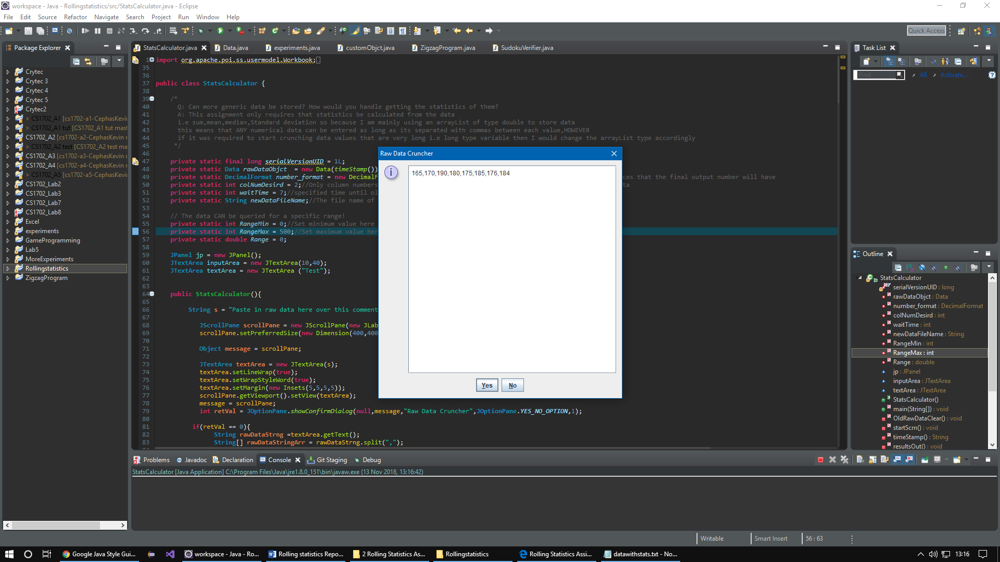 workspace - Java - Rollingstatistics/src/StatsCalculator.java - Eclipse
File Edit Source Refactor Navigate Search Project Run Window Help
Quick Access
Package Explorer
StatsCalculator.java Data.java experiments.java customObjct.java ZigzagProgram.java SudokuVerifier.java
Task List
Find All Activate...
Crytec
Crytec 3
Crytec 4
Crytec 5
Crytec2
> CS1702_A1 [cs1702-a1-CephasKevin
> CS1702_A1 tut [CS1702_A1 tut mast
CS1702_A2 [cs1702-a2-CephasKevin r
> CS1702_A2 test [CS1702_A2 test ma
CS1702_A3 [cs1702-a3-CephasKevin r
CS1702_A4 [cs1702-a4-CephasKevin r
> CS1702_A5 [cs1702-a5-CephasKevi
CS1702_Lab2
CS1702_Lab3
CS1702_Lab7
CS1702_Lab8
Excel
experiments
GameProgramming
Lab5
MoreExperiments
Rollingstatistics
ZigzagProgram
1 import org.apache.poi.ss.usermodel.Workbook;
35
36
37 public class StatsCalculator {
38
39 /*
40 Q: Can more generic data be stored? How would you handle getting the statistics of them?
41 A: This assignment only requires that statistics be calculated from the data
42 i.e sum,mean,median,Standard deviation so because I am mainly using an arrayList of type double to store data
43 this means that ANY numerical data can be entered as long as its separated with commas between each value,HOWEVER
44 if it was required to start crunching data values that are very long i.e long type variable then I would change the arrayList type accordingly
45 */
46
47 private static final long serialVersionUID = 1L;
48 private static Data rawDataObjct = new Data(timeStamp())
49 private static DecimalFormat number_format = new DecimalF ces that the final output number will have
50 private static int colNumDesird = 2;//Only column numbers ta
51 private static int waitTime = 7;//specified time until ol
52 private static String newDataFileName;//The file name of
53
54 // The data CAN be queried for a specific range!
55 private static int RangeMin = 0;//Set minimum value here
56 private static int RangeMax = 500;//Set maximum value her
57 private static double Range = 0;
58
59 JPanel jp = new JPanel();
60 JTextArea inputArea = new JTextArea(10,40);
61 JTextArea textArea = new JTextArea ("Test");
62
63
64 public StatsCalculator(){
65
66 String s = "Paste in raw data here over this comment
67
68 JScrollPane scrollPane = new JScrollPane(new JLab
69 scrollPane.setPreferredSize(new Dimension(400,400
70
71 Object message = scrollPane;
72
73 JTextArea textArea = new JTextArea(s);
74 textArea.setLineWrap(true);
75 textArea.setWrapStyleWord(true);
76 textArea.setMargin(new Insets(5,5,5,5));
77 scrollPane.getViewport().setView(textArea);
78 message = scrollPane;
79 int retVal = JOptionPane.showConfirmDialog(null,message,"Raw Data Cruncher",JOptionPane.YES_NO_OPTION,1);
80
81 if(retVal == 0){
82 String rawDataStrng =textArea.getText();
83 String[] rawDataStringArr = rawDataStrng.split(",");
Raw Data Cruncher
165,170,190,180,175,185,176,184
Yes No
Outline
StatsCalculator
serialVersionUID : long
rawDataObjct : Data
number_format : DecimalFormat
colNumDesird : int
waitTime : int
newDataFileName : String
RangeMin : int
RangeMax : int
Range : double
jp : JPanel
inputArea : JTextArea
textArea : JTextArea
StatsCalculator()
main(String[]) : void
OldRawDataClear() : void
startScrn() : void
timeStamp() : String
resultsOut() : void
Problems Javadoc Declaration Console Git Staging Debug
StatsCalculator [Java Application] C:\Program Files\Java\jre1.8.0_151\bin\javaw.exe (13 Nov 2018, 13:16:42)
Writable Smart Insert 56 : 63
Google Java Style Gui... workspace - Java - Ro... Rolling statistics Repo... 2 Rolling Statistics As... Rollingstatistics Rolling Statistics Assi... datawithstats.txt - No... 13:16